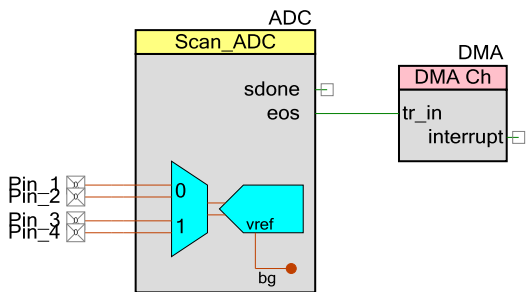 ADC
Scan_ADC
DMA
DMA Ch
sdone
eos
tr_in
interrupt
Pin_1
Pin_2
Pin_3
Pin_4
0
1
vref
bg